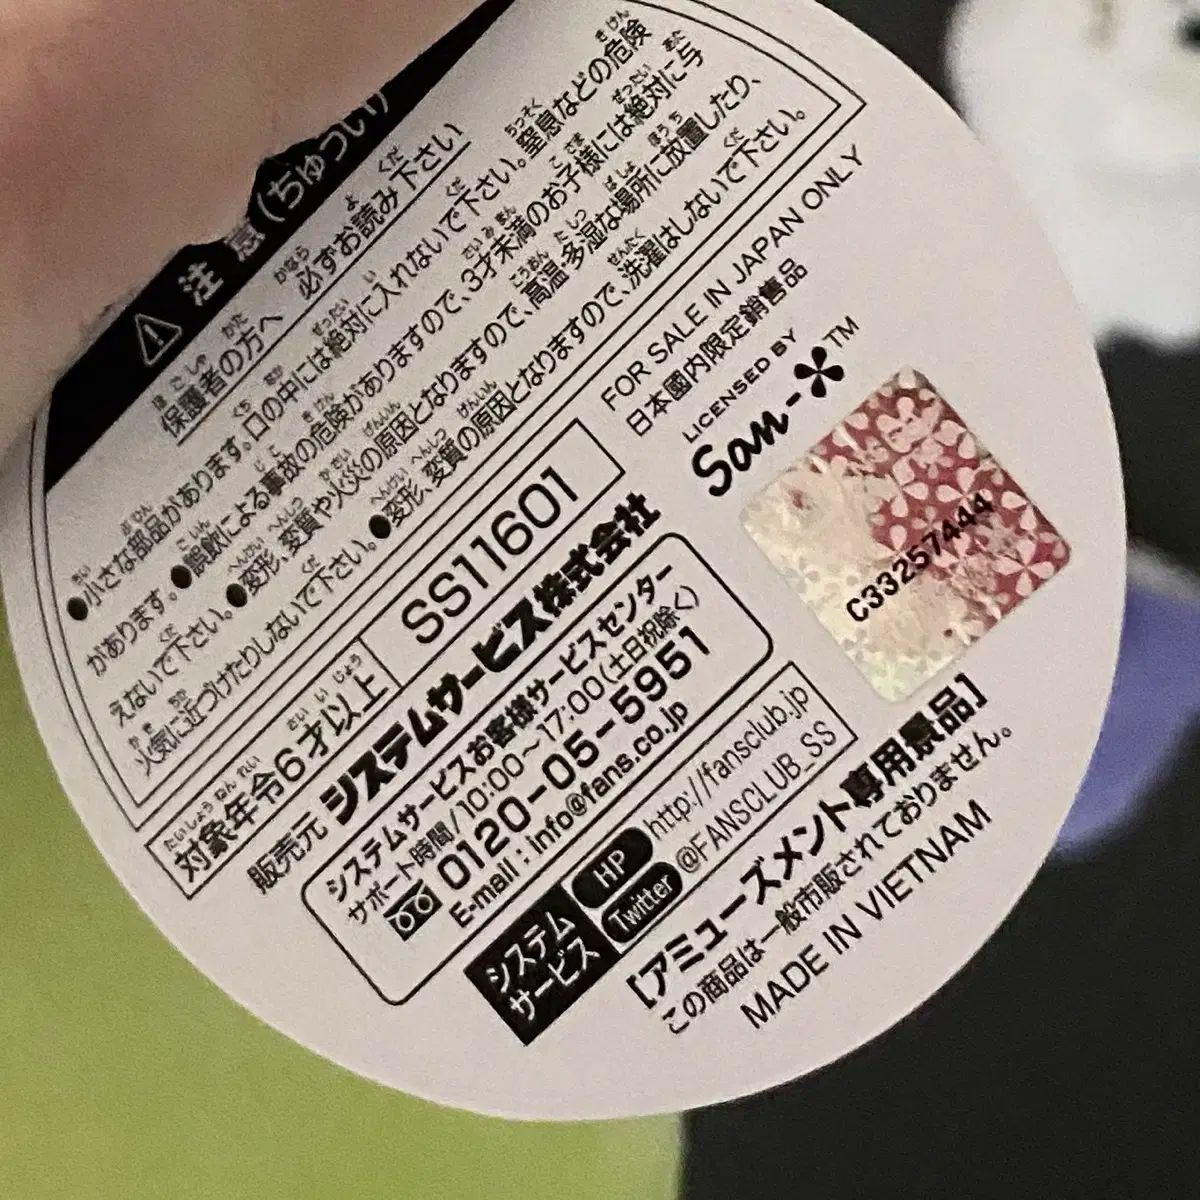 注意(ちゅうい)
保護者の方へ 必ずお読み下さい
●小さな部品があります。口の中には絶対に入れないで下さい。窒息などの危険
があります。●誤飲による事故の危険がありますので、3才未満のお子様には絶対に与
えないで下さい。●変形、変質や火災の原因となりますので、高温・多湿な場所に放置したり、
火気に近づけたりしないで下さい。●変形、変質の原因となりますので、洗濯はしないで下さい。
対象年令6才以上
SS11601
FOR SALE IN JAPAN ONLY
日本國内限定銷售品
LICENSED BY
San-X™
C33257444
販売元 システムサービス株式会社
システムサービスお客様サービスセンター
サポート時間/10:00~17:00(土日祝除く)
0120-05-5951
E-mail : info@fans.co.jp
システム
サービス
HP http://fansclub.jp
Twitter @FANSCLUB_SS
[アミューズメント専用景品]
この商品は一般市販されておりません。
MADE IN VIETNAM